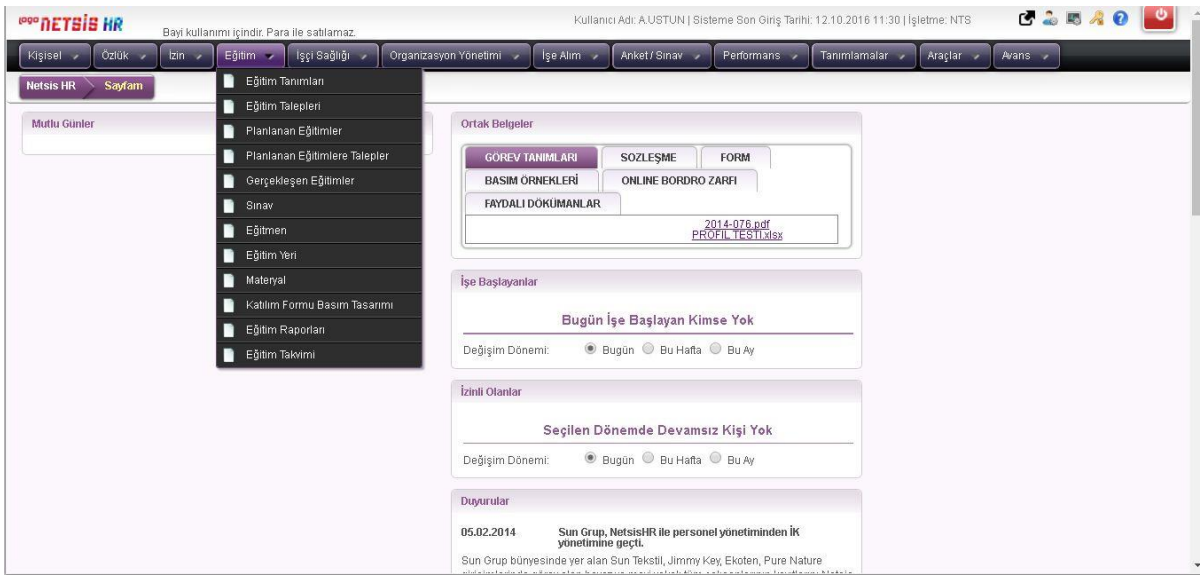 logo NETSİS HR
Bayi kullanımı içindir. Para ile satılamaz.
Kullanıcı Adı: A.USTUN | Sisteme Son Giriş Tarihi: 12.10.2016 11:30 | İşletme: NTS
Kişisel Özlük İzin Eğitim İşçi Sağlığı Organizasyon Yönetimi İşe Alım Anket / Sınav Performans Tanımlamalar Araçlar Avans
Netsis HR Sayfam
Eğitim Tanımları
Eğitim Talepleri
Planlanan Eğitimler
Planlanan Eğitimlere Talepler
Gerçekleşen Eğitimler
Sınav
Eğitmen
Eğitim Yeri
Materyal
Katılım Formu Basım Tasarımı
Eğitim Raporları
Eğitim Takvimi
Mutlu Günler
Ortak Belgeler
GÖREV TANIMLARI SOZLEŞME FORM
BASIM ÖRNEKLERİ ONLINE BORDRO ZARFI
FAYDALI DÖKÜMANLAR
2014-076.pdf
PROFIL TESTI.xlsx
İşe Başlayanlar
Bugün İşe Başlayan Kimse Yok
Değişim Dönemi: Bugün Bu Hafta Bu Ay
İzinli Olanlar
Seçilen Dönemde Devamsız Kişi Yok
Değişim Dönemi: Bugün Bu Hafta Bu Ay
Duyurular
05.02.2014 Sun Grup, NetsisHR ile personel yönetiminden İK
yönetimine geçti.
Sun Grup bünyesinde yer alan Sun Tekstil, Jimmy Key, Ekoten, Pure Nature